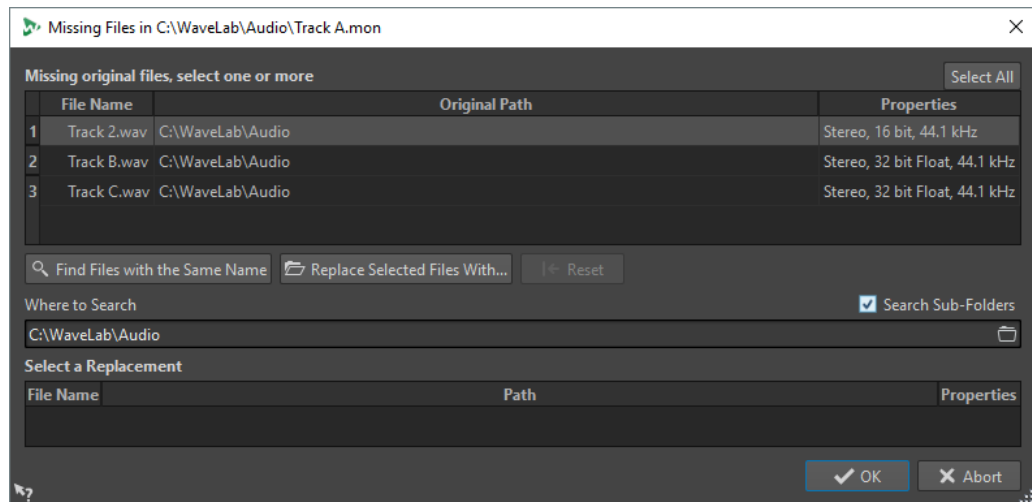 Missing Files in C:\WaveLab\Audio\Track A.mon
Missing original files, select one or more Select All
File Name Original Path Properties
1 Track 2.wav C:\WaveLab\Audio Stereo, 16 bit, 44.1 kHz
2 Track B.wav C:\WaveLab\Audio Stereo, 32 bit Float, 44.1 kHz
3 Track C.wav C:\WaveLab\Audio Stereo, 32 bit Float, 44.1 kHz
Find Files with the Same Name Replace Selected Files With... Reset
Where to Search Search Sub-Folders
C:\WaveLab\Audio
Select a Replacement
File Name Path Properties
OK Abort
?